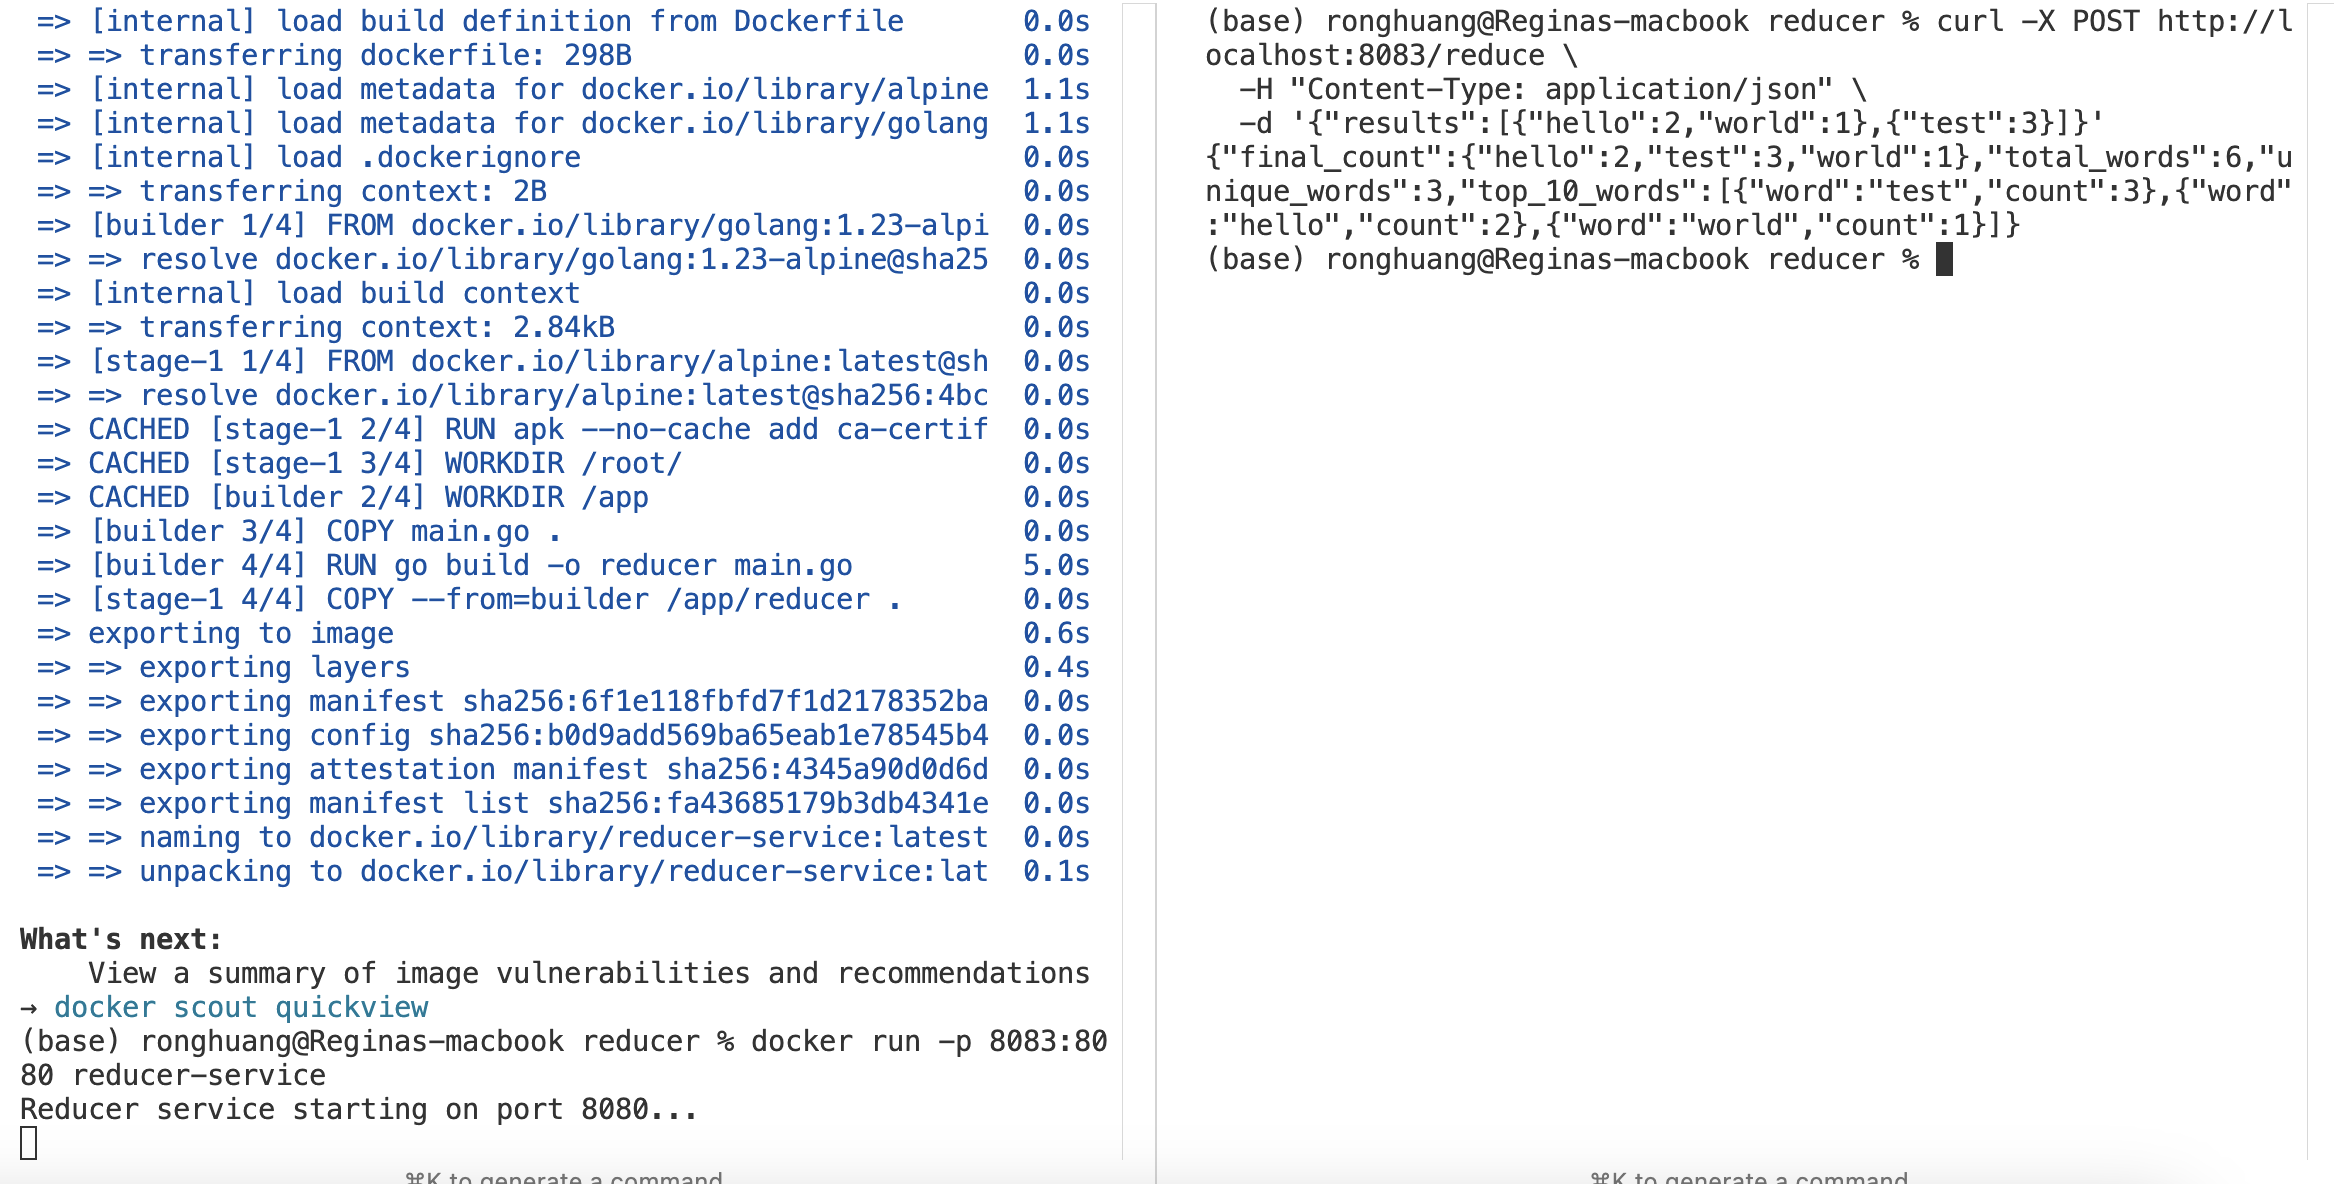 => [internal] load build definition from Dockerfile 0.0s
=> => transferring dockerfile: 298B 0.0s
=> [internal] load metadata for docker.io/library/alpine 1.1s
=> [internal] load metadata for docker.io/library/golang 1.1s
=> [internal] load .dockerignore 0.0s
=> => transferring context: 2B 0.0s
=> [builder 1/4] FROM docker.io/library/golang:1.23-alpi 0.0s
=> => resolve docker.io/library/golang:1.23-alpine@sha25 0.0s
=> [internal] load build context 0.0s
=> => transferring context: 2.84kB 0.0s
=> [stage-1 1/4] FROM docker.io/library/alpine:latest@sh 0.0s
=> => resolve docker.io/library/alpine:latest@sha256:4bc 0.0s
=> CACHED [stage-1 2/4] RUN apk --no-cache add ca-certif 0.0s
=> CACHED [stage-1 3/4] WORKDIR /root/ 0.0s
=> CACHED [builder 2/4] WORKDIR /app 0.0s
=> [builder 3/4] COPY main.go . 0.0s
=> [builder 4/4] RUN go build -o reducer main.go 5.0s
=> [stage-1 4/4] COPY --from=builder /app/reducer . 0.0s
=> exporting to image 0.6s
=> => exporting layers 0.4s
=> => exporting manifest sha256:6f1e118fbfd7f1d2178352ba 0.0s
=> => exporting config sha256:b0d9add569ba65eab1e78545b4 0.0s
=> => exporting attestation manifest sha256:4345a90d0d6d 0.0s
=> => exporting manifest list sha256:fa43685179b3db4341e 0.0s
=> => naming to docker.io/library/reducer-service:latest 0.0s
=> => unpacking to docker.io/library/reducer-service:lat 0.1s
What's next:
View a summary of image vulnerabilities and recommendations
→ docker scout quickview
(base) ronghuang@Reginas-macbook reducer % docker run -p 8083:80
80 reducer-service
Reducer service starting on port 8080...
⌘K to generate a command
(base) ronghuang@Reginas-macbook reducer % curl -X POST http://l
ocalhost:8083/reduce \
-H "Content-Type: application/json" \
-d '{"results":[{"hello":2,"world":1},{"test":3}]}'
{"final_count":{"hello":2,"test":3,"world":1},"total_words":6,"u
nique_words":3,"top_10_words":[{"word":"test","count":3},{"word"
:"hello","count":2},{"word":"world","count":1}]}
(base) ronghuang@Reginas-macbook reducer %
⌘K to generate a command